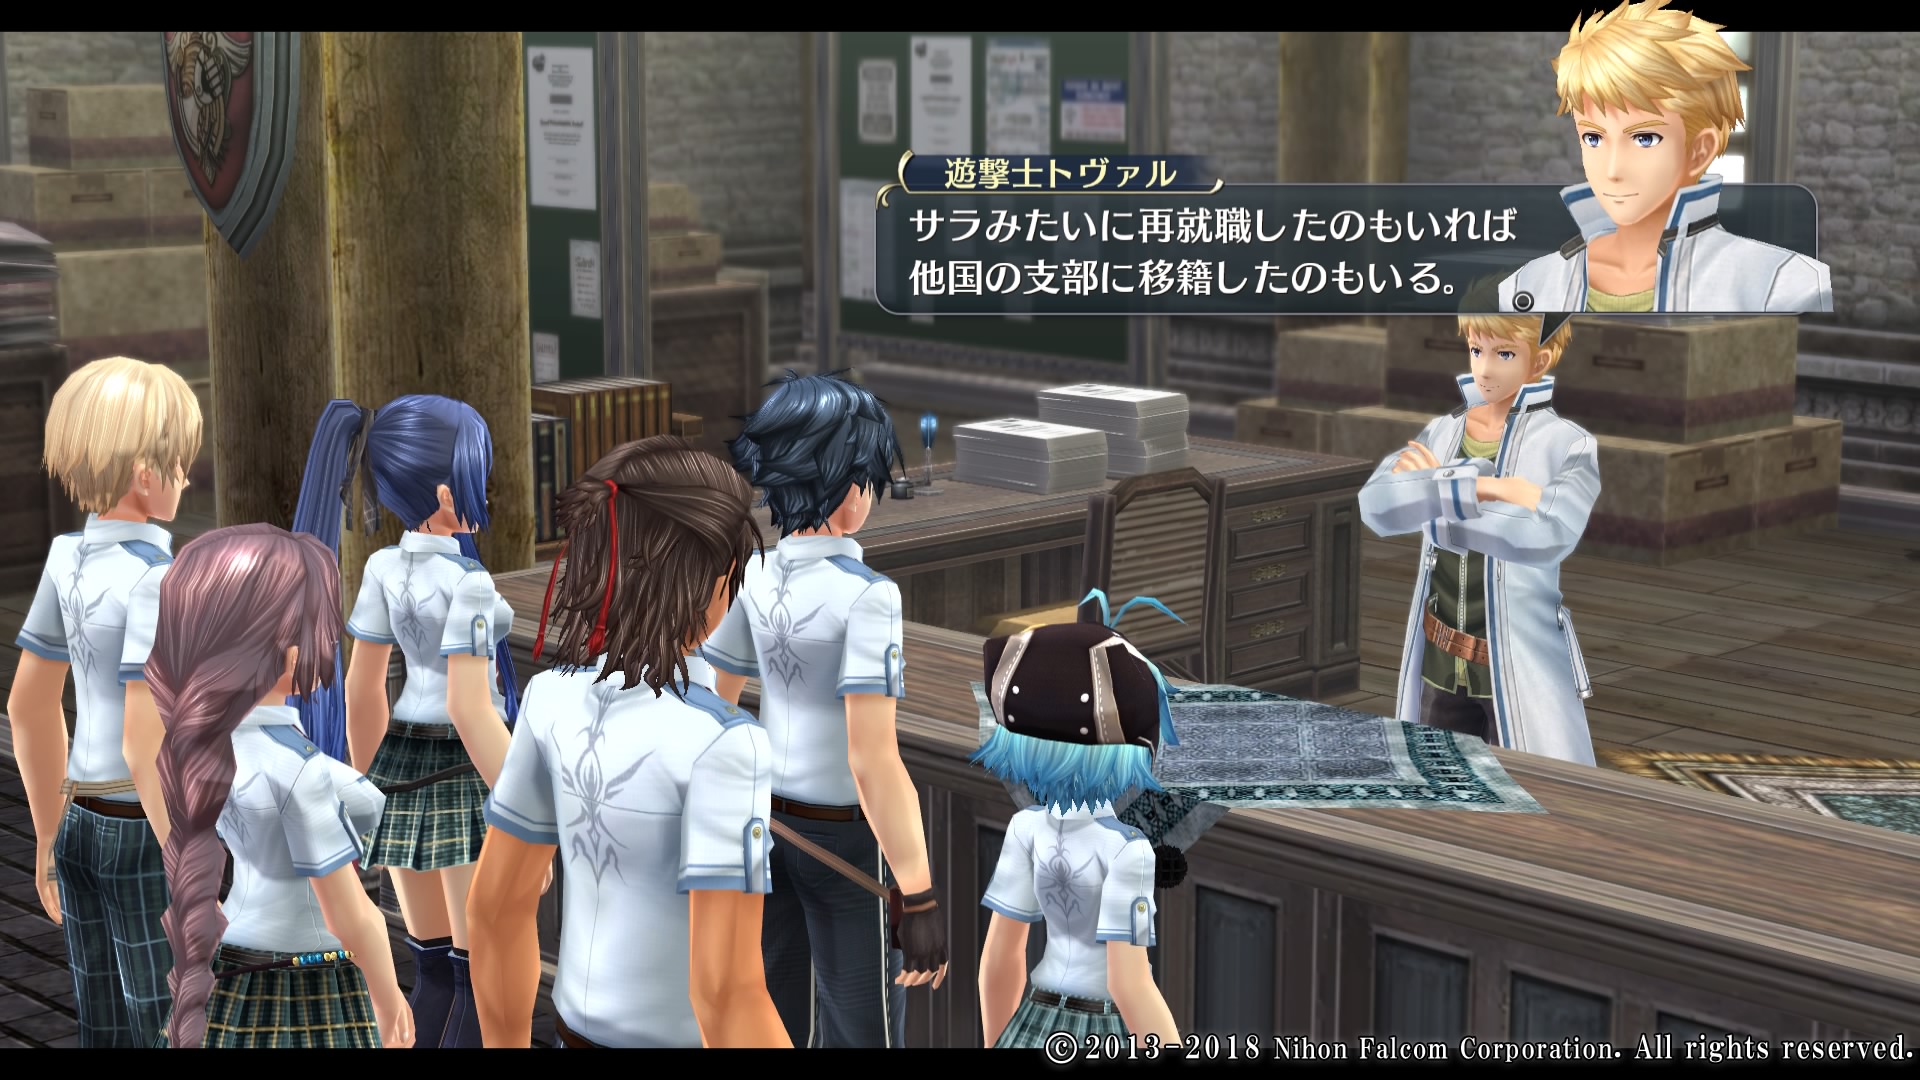 遊撃士トヴァル
サラみたいに再就職したのもいれば
他国の支部に移籍したのもいる。
©2013-2018 Nihon Falcom Corporation. All rights reserved.